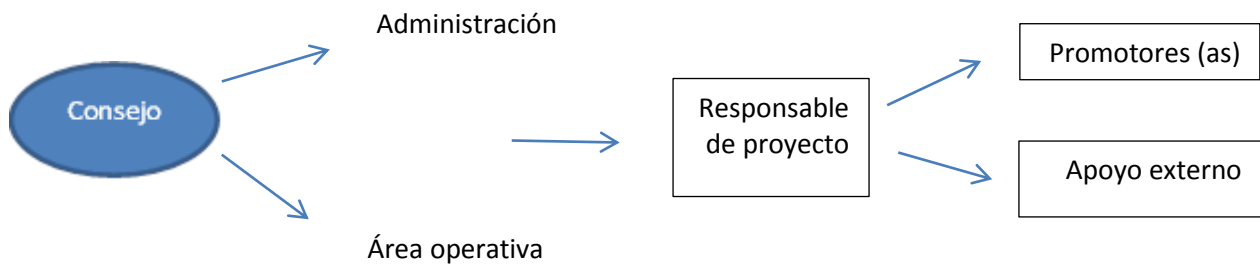 Administración
Consejo
Área operativa
Responsable
de proyecto
Promotores (as)
Apoyo externo